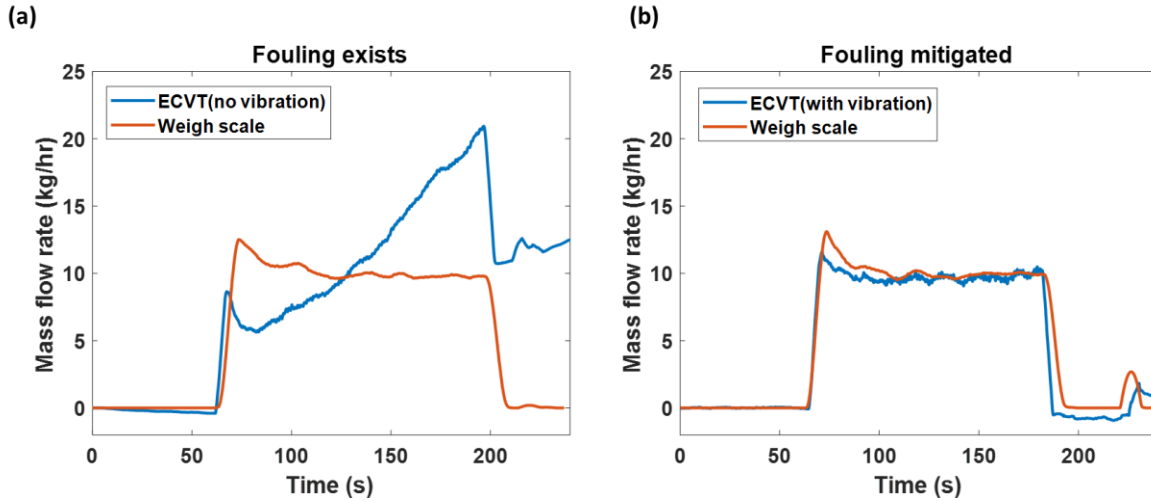 (a)
Fouling exists
25
20
15
10
5
0
Mass flow rate (kg/hr)
ECVT(no vibration)
Weigh scale
0 50 100 150 200
Time (s)
(b)
Fouling mitigated
25
20
15
10
5
0
Mass flow rate (kg/hr)
ECVT(with vibration)
Weigh scale
0 50 100 150 200
Time (s)